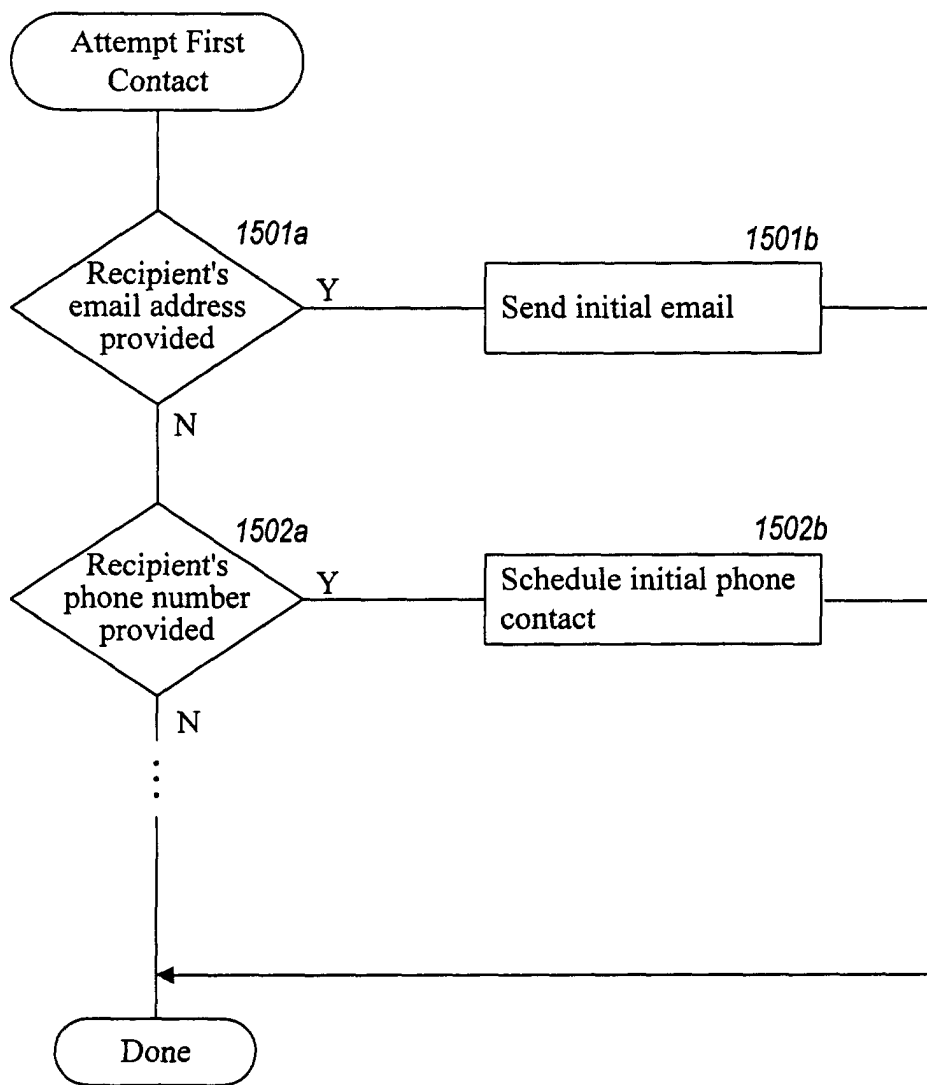 Attempt First
Contact
1501a
Recipient's
email address
provided
Y
1501b
Send initial email
N
1502a
Recipient's
phone number
provided
Y
1502b
Schedule initial phone
contact
N
Done